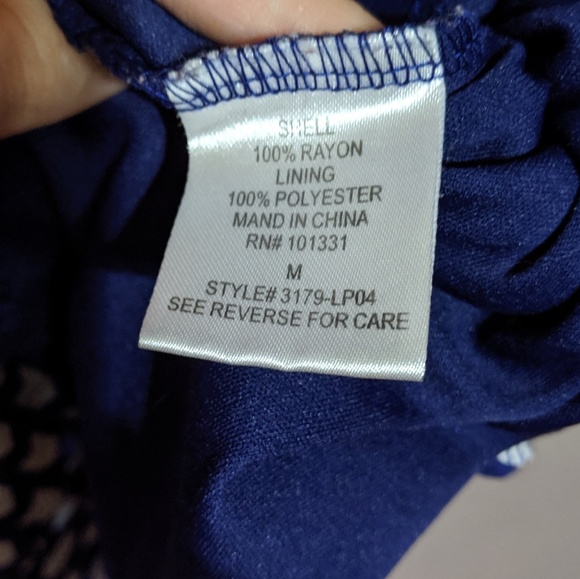 SHELL
100% RAYON
LINING
100% POLYESTER
MAND IN CHINA
RN# 101331
M
STYLE# 3179-LP04
SEE REVERSE FOR CARE